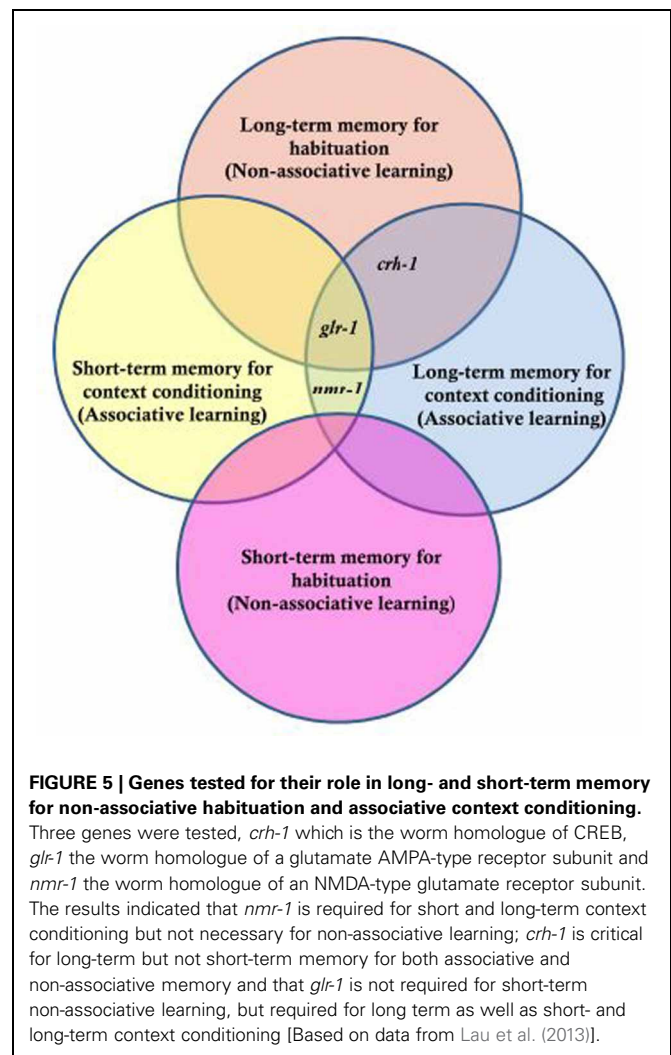 Long-term memory for
habituation
(Non-associative learning)
crh-1
glr-1
Short-term memory for
context conditioning
(Associative learning)
nmr-1
Long-term memory for
context conditioning
(Associative learning)
Short-term memory for
habituation
(Non-associative learning)
FIGURE 5 | Genes tested for their role in long- and short-term memory
for non-associative habituation and associative context conditioning.
Three genes were tested, crh-1 which is the worm homologue of CREB,
glr-1 the worm homologue of a glutamate AMPA-type receptor subunit and
nmr-1 the worm homologue of an NMDA-type glutamate receptor subunit.
The results indicated that nmr-1 is required for short and long-term context
conditioning but not necessary for non-associative learning; crh-1 is critical
for long-term but not short-term memory for both associative and
non-associative memory and that glr-1 is not required for short-term
non-associative learning, but required for long term as well as short- and
long-term context conditioning [Based on data from Lau et al. (2013)].